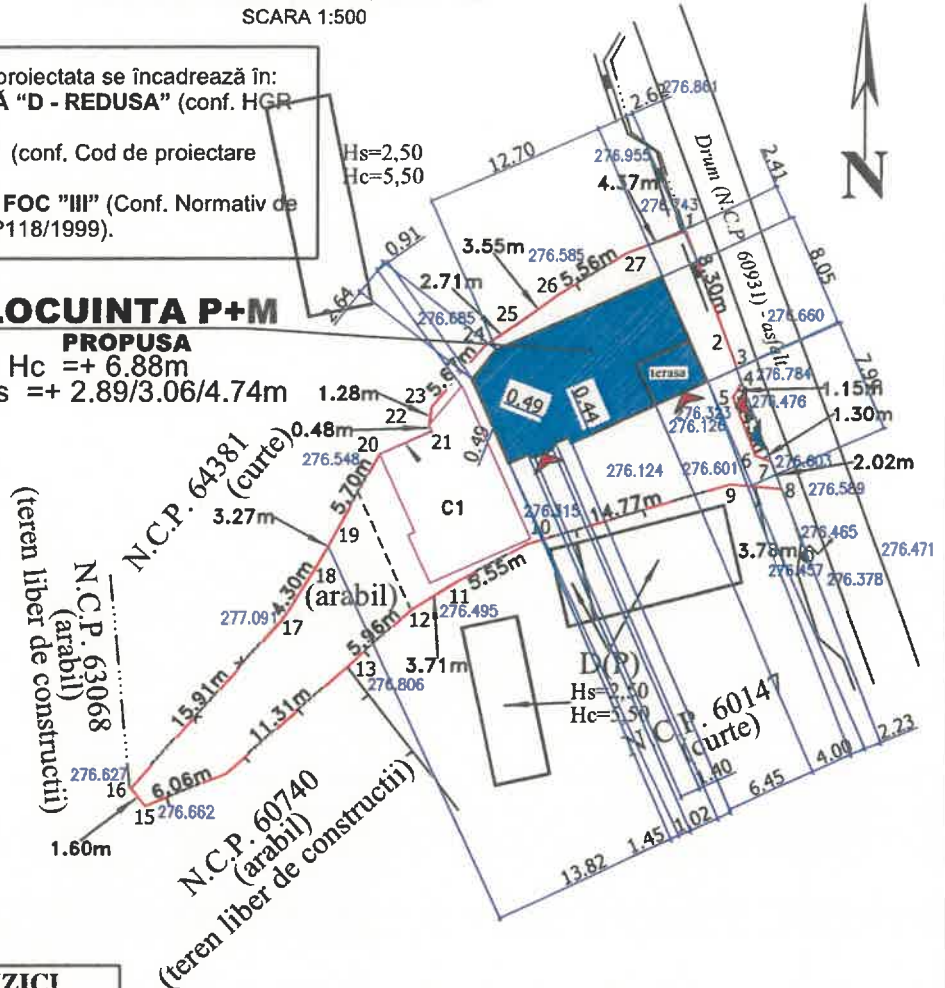 SCARA 1:500
proiectata se încadrează în:
Ă "D - REDUSA" (conf. HGR
(conf. Cod de proiectare
FOC "III" (Conf. Normativ de
P118/1999).
Hs=2,50
Hc=5,50
LOCUINTA P+M
PROPUSA
Hc =+ 6.88m
s =+ 2.89/3.06/4.74m
N
Drum (N.C.P 60931) - asfalt
2.62
276.861
12.70
276.955
4.37m
276.743
2.41
8.05
1
27
5.56m
276.585
3.55m
26
2.71m
25
0.91
2.64
276.685
24
5.67m
8.30m
2
276.660
3
276.784
4
5
1.15m
276.476
7.95
1.30m
terasa
0.49
0.44
0.49
276.323
276.126
1.28m
23
22
0.48m
21
20
276.548
276.124
276.601
6
7
276.603
2.02m
8
276.589
9
14.77m
276.315
10
C1
5.70m
3.27m
19
N.C.P. 64381
(curte)
276.465
3.78m
276.457
276.378
276.471
18
(arabil)
4.30m
277.091
17
5.55m
11
276.495
12
5.96m
13
3.71m
276.806
N.C.P. 63068
(arabil)
(teren liber de constructii)
15.91m
11.31m
D(P)
Hs=2,50
Hc=5,50
N.C.P. 60147
(curte)
276.627
16
6.06m
15
276.662
1.60m
N.C.P. 60740
(arabil)
(teren liber de constructii)
13.82
1.45
1.02
1.40
6.45
4.00
2.23
ZICI